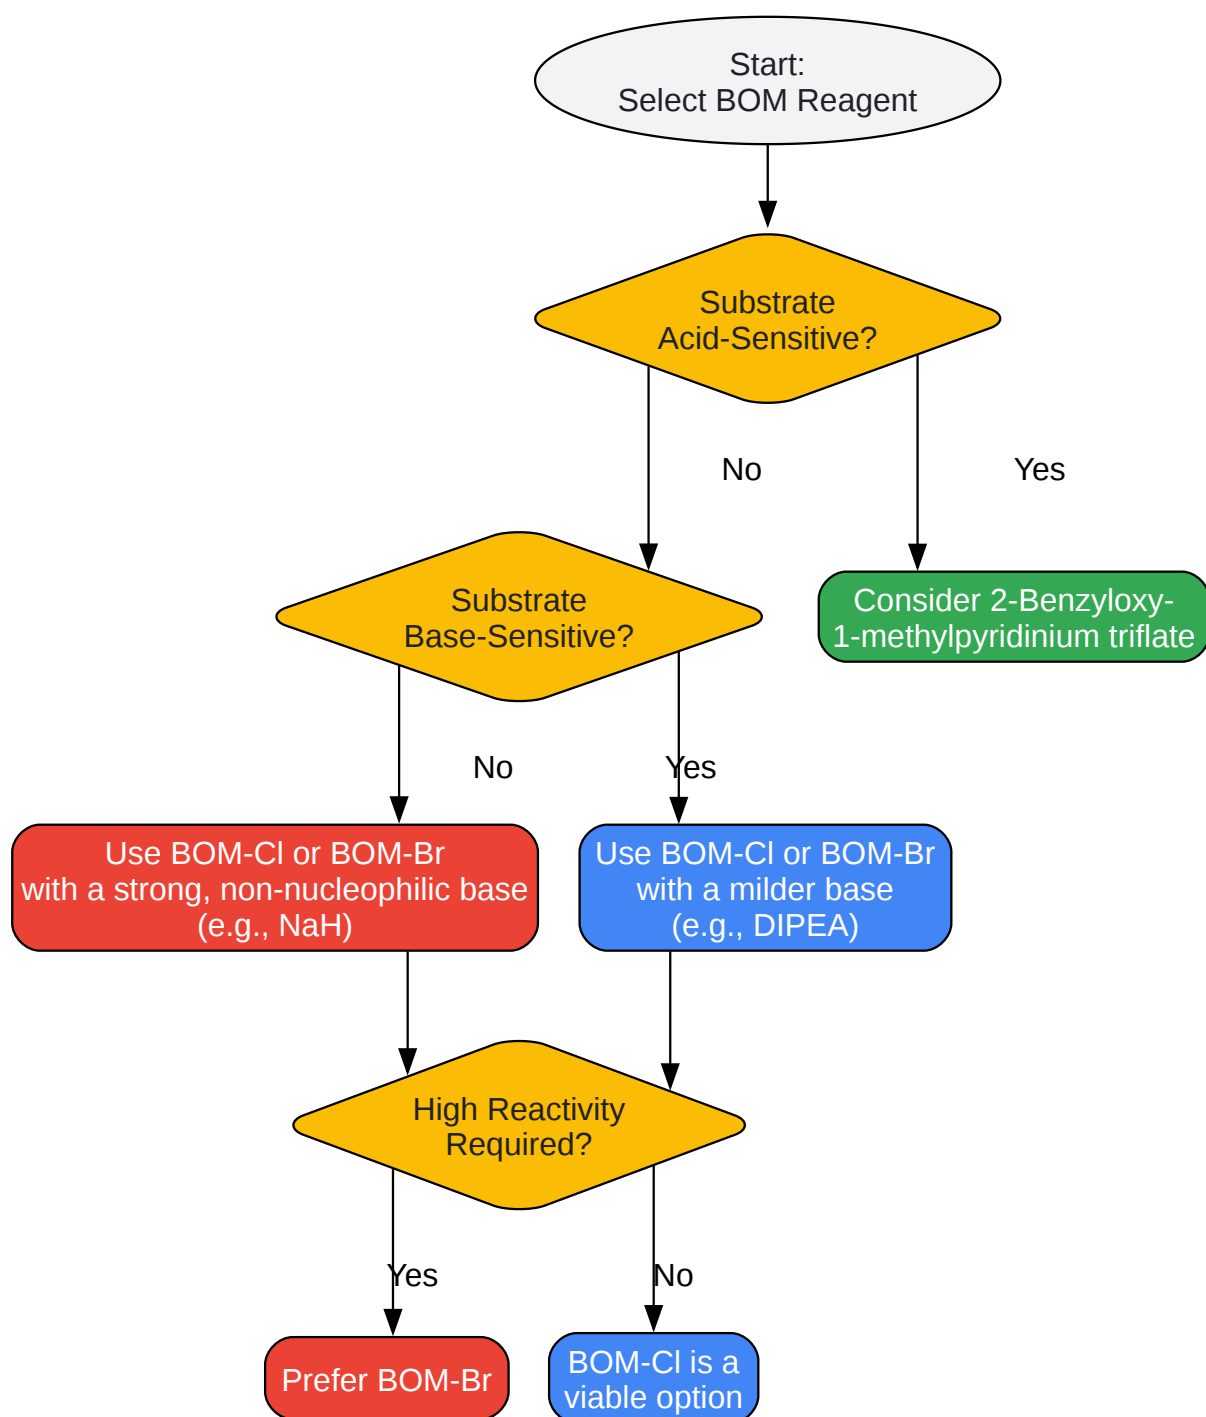 Start:
Select BOM Reagent
Substrate
Acid-Sensitive?
No
Yes
Substrate
Base-Sensitive?
Consider 2-Benzyloxy-
1-methylpyridinium triflate
No
Yes
Use BOM-Cl or BOM-Br
with a strong, non-nucleophilic base
(e.g., NaH)
Use BOM-Cl or BOM-Br
with a milder base
(e.g., DIPEA)
High Reactivity
Required?
Yes
No
Prefer BOM-Br
BOM-Cl is a
viable option